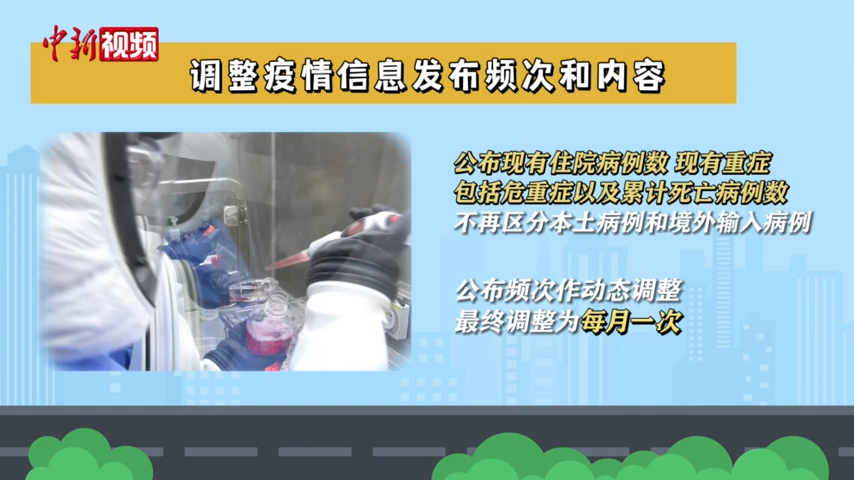 中新视频
调整疫情信息发布频次和内容
公布现有住院病例数 现有重症
包括危重症以及累计死亡病例数
不再区分本土病例和境外输入病例
公布频次作动态调整
最终调整为每月一次